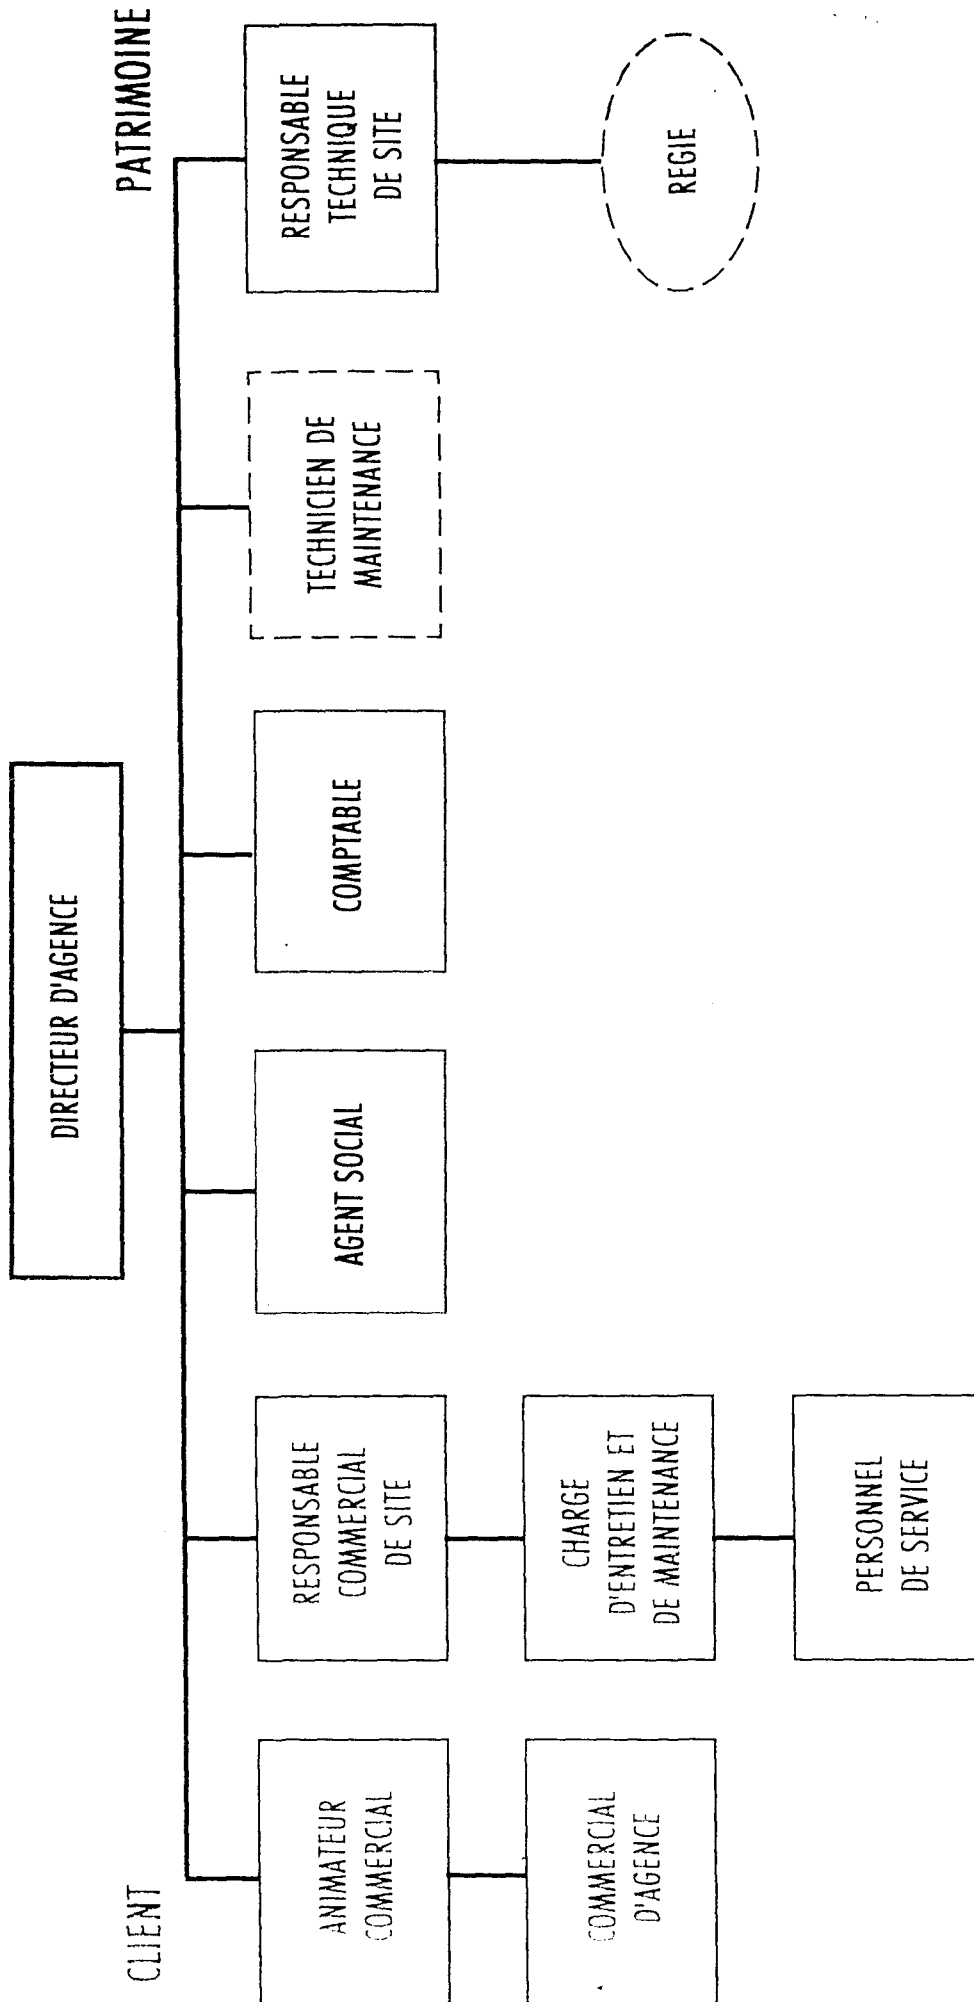 DIRECTEUR D'AGENCE
CLIENT
PATRIMOINE
ANIMATEUR
COMMERCIAL
RESPONSABLE
COMMERCIAL
DE SITE
AGENT SOCIAL
COMPTABLE
TECHNICIEN DE
MAINTENANCE
RESPONSABLE
TECHNIQUE
DE SITE
COMMERCIAL
D'AGENCE
CHARGE
D'ENTRETIEN ET
DE MAINTENANCE
REGIE
PERSONNEL
DE SERVICE